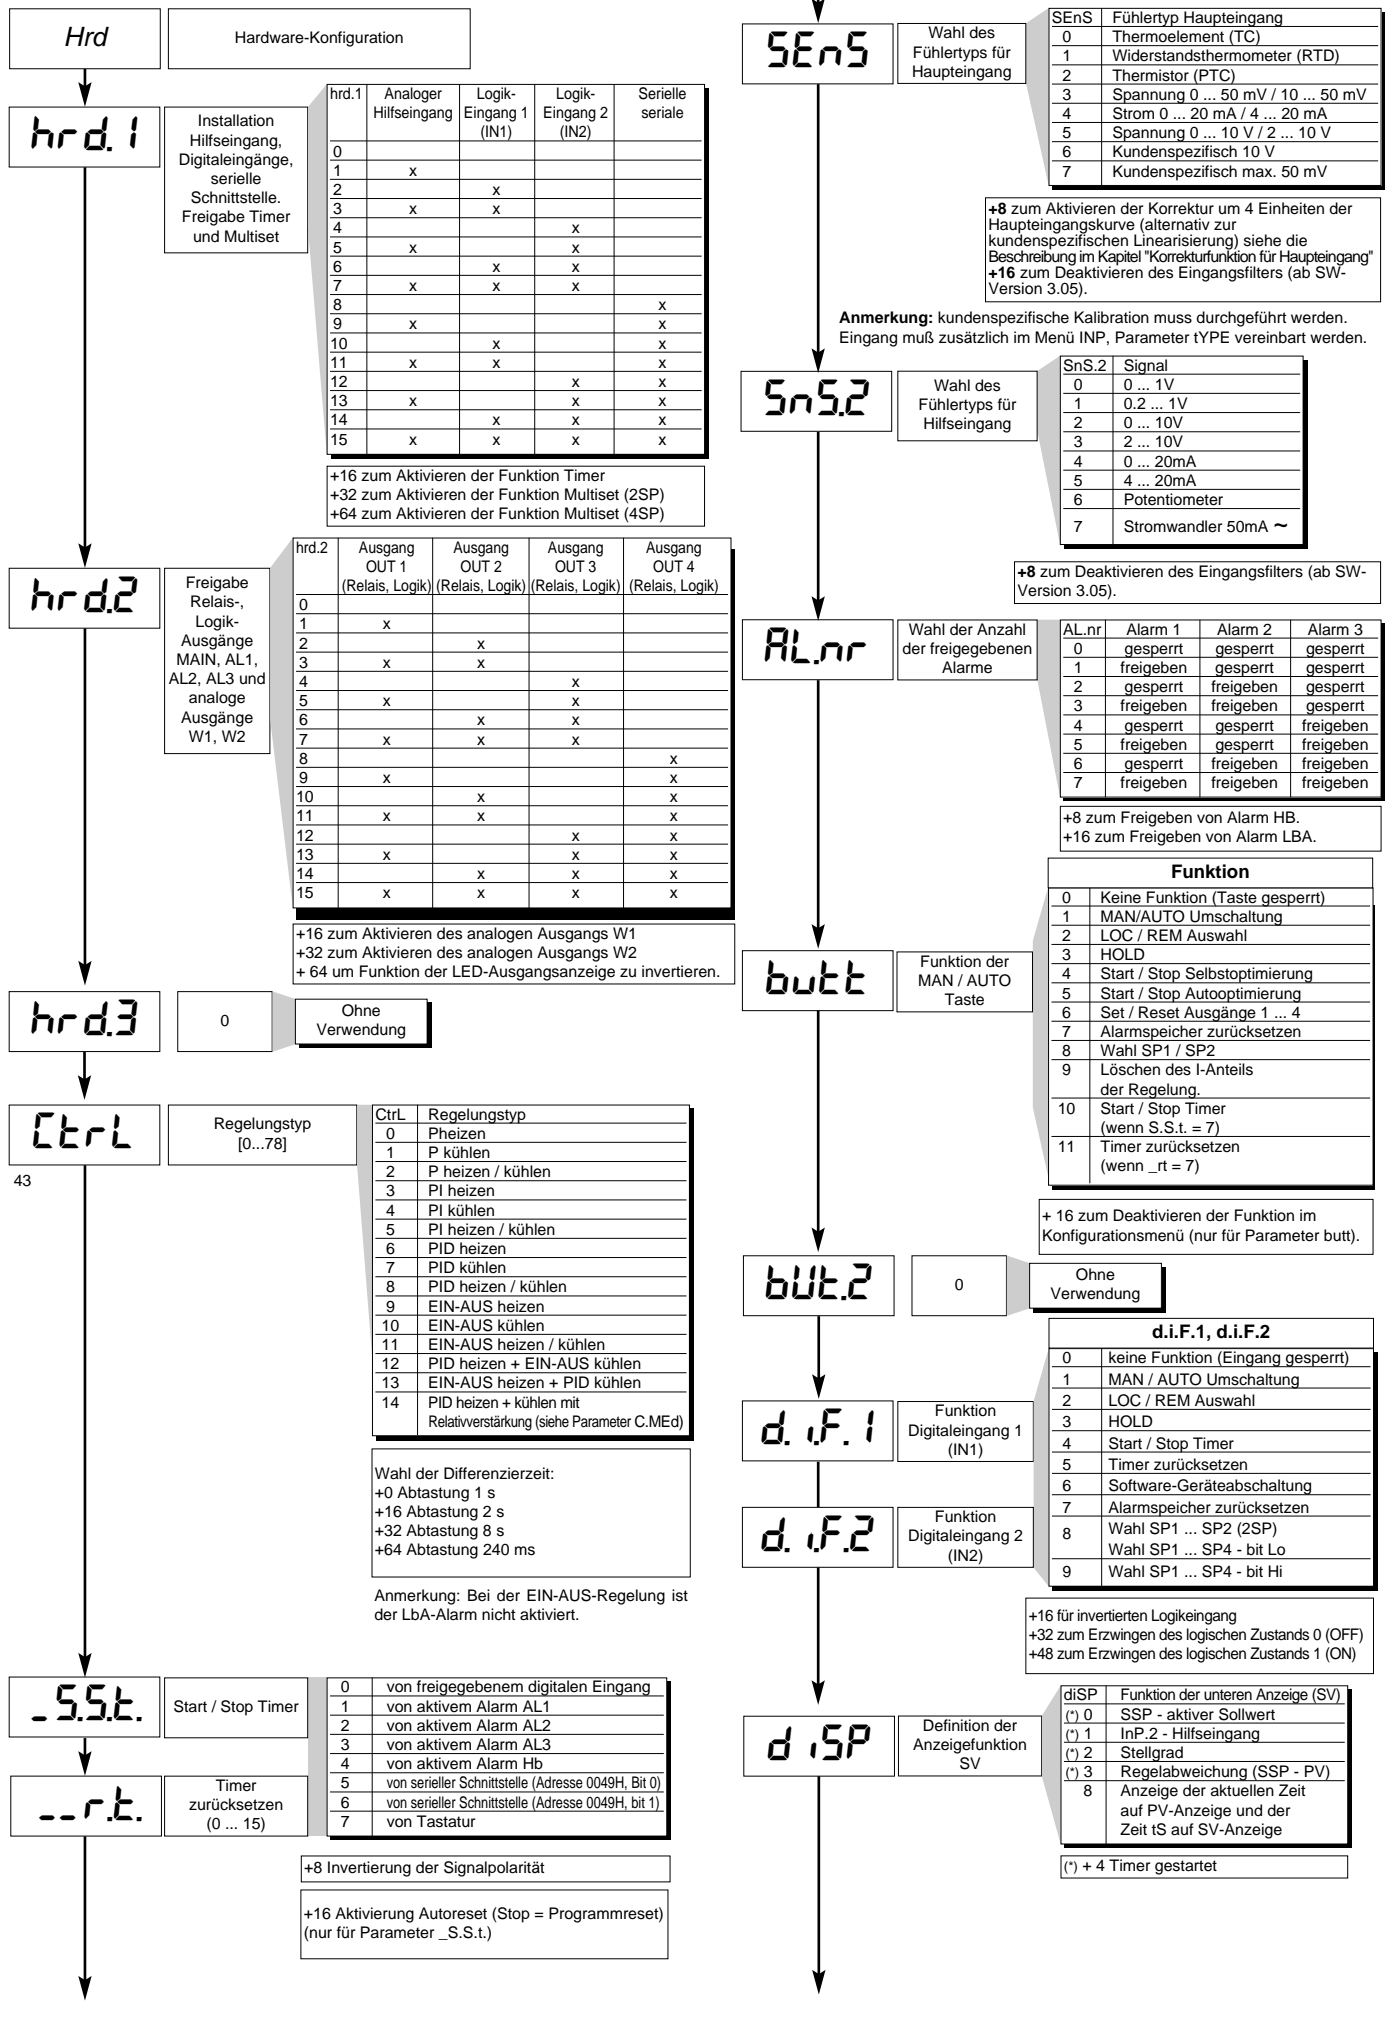 Hrd
Hardware-Konfiguration
hrd.1
Installation
Hilfseingang,
Digitaleingänge,
serielle
Schnittstelle.
Freigabe Timer
und Multiset
hrd.1 Analoger Hilfseingang Logik-Eingang 1 (IN1) Logik-Eingang 2 (IN2) Serielle seriale
0
1 x
2 x
3 x x
4 x
5 x x
6 x x
7 x x x
8 x
9 x x
10 x x
11 x x x
12 x x
13 x x x
14 x x x
15 x x x x
+16 zum Aktivieren der Funktion Timer
+32 zum Aktivieren der Funktion Multiset (2SP)
+64 zum Aktivieren der Funktion Multiset (4SP)
hrd.2
Freigabe
Relais-,
Logik-
Ausgänge
MAIN, AL1,
AL2, AL3 und
analoge
Ausgänge
W1, W2
hrd.2 Ausgang OUT 1 (Relais, Logik) Ausgang OUT 2 (Relais, Logik) Ausgang OUT 3 (Relais, Logik) Ausgang OUT 4 (Relais, Logik)
0
1 x
2 x
3 x x
4 x
5 x x
6 x x
7 x x x
8 x
9 x x
10 x x
11 x x x
12 x x
13 x x x
14 x x x
15 x x x x
+16 zum Aktivieren des analogen Ausgangs W1
+32 zum Aktivieren des analogen Ausgangs W2
+ 64 um Funktion der LED-Ausgangsanzeige zu invertieren.
hrd.3
0
Ohne
Verwendung
CtrL
43
Regelungstyp
[0...78]
CtrL Regelungstyp
0 Pheizen
1 P kühlen
2 P heizen / kühlen
3 PI heizen
4 PI kühlen
5 PI heizen / kühlen
6 PID heizen
7 PID kühlen
8 PID heizen / kühlen
9 EIN-AUS heizen
10 EIN-AUS kühlen
11 EIN-AUS heizen / kühlen
12 PID heizen + EIN-AUS kühlen
13 EIN-AUS heizen + PID kühlen
14 PID heizen + kühlen mit
Relativverstärkung (siehe Parameter C.MEd)
Wahl der Differenzierzeit:
+0 Abtastung 1 s
+16 Abtastung 2 s
+32 Abtastung 8 s
+64 Abtastung 240 ms
Anmerkung: Bei der EIN-AUS-Regelung ist
der LbA-Alarm nicht aktiviert.
_S.S.t.
Start / Stop Timer
__r.t.
Timer
zurücksetzen
(0 ... 15)
0 von freigegebenem digitalen Eingang
1 von aktivem Alarm AL1
2 von aktivem Alarm AL2
3 von aktivem Alarm AL3
4 von aktivem Alarm Hb
5 von serieller Schnittstelle (Adresse 0049H, Bit 0)
6 von serieller Schnittstelle (Adresse 0049H, bit 1)
7 von Tastatur
+8 Invertierung der Signalpolarität
+16 Aktivierung Autoreset (Stop = Programmreset)
(nur für Parameter _S.S.t.)
SEnS
Wahl des
Fühlertyps für
Haupteingang
SEnS Fühlertyp Haupteingang
0 Thermoelement (TC)
1 Widerstandsthermometer (RTD)
2 Thermistor (PTC)
3 Spannung 0 ... 50 mV / 10 ... 50 mV
4 Strom 0 ... 20 mA / 4 ... 20 mA
5 Spannung 0 ... 10 V / 2 ... 10 V
6 Kundenspezifisch 10 V
7 Kundenspezifisch max. 50 mV
+8 zum Aktivieren der Korrektur um 4 Einheiten der
Haupteingangskurve (alternativ zur
kundenspezifischen Linearisierung) siehe die
Beschreibung im Kapitel "Korrekturfunktion für Haupteingang"
+16 zum Deaktivieren des Eingangsfilters (ab SW-
Version 3.05).
Anmerkung: kundenspezifische Kalibration muss durchgeführt werden.
Eingang muß zusätzlich im Menü INP, Parameter tYPE vereinbart werden.
SnS.2
Wahl des
Fühlertyps für
Hilfseingang
SnS.2 Signal
0 0 ... 1V
1 0.2 ... 1V
2 0 ... 10V
3 2 ... 10V
4 0 ... 20mA
5 4 ... 20mA
6 Potentiometer
7 Stromwandler 50mA ~
+8 zum Deaktivieren des Eingangsfilters (ab SW-
Version 3.05).
AL.nr
Wahl der Anzahl
der freigegebenen
Alarme
AL.nr Alarm 1 Alarm 2 Alarm 3
0 gesperrt gesperrt gesperrt
1 freigeben gesperrt gesperrt
2 gesperrt freigeben gesperrt
3 freigeben freigeben gesperrt
4 gesperrt gesperrt freigeben
5 freigeben gesperrt freigeben
6 gesperrt freigeben freigeben
7 freigeben freigeben freigeben
+8 zum Freigeben von Alarm HB.
+16 zum Freigeben von Alarm LBA.
butt
Funktion der
MAN / AUTO
Taste
Funktion
0 Keine Funktion (Taste gesperrt)
1 MAN/AUTO Umschaltung
2 LOC / REM Auswahl
3 HOLD
4 Start / Stop Selbstoptimierung
5 Start / Stop Autooptimierung
6 Set / Reset Ausgänge 1 ... 4
7 Alarmspeicher zurücksetzen
8 Wahl SP1 / SP2
9 Löschen des I-Anteils
der Regelung.
10 Start / Stop Timer
(wenn S.S.t. = 7)
11 Timer zurücksetzen
(wenn _rt = 7)
+ 16 zum Deaktivieren der Funktion im
Konfigurationsmenü (nur für Parameter butt).
bUt.2
0
Ohne
Verwendung
d.i.F.1
Funktion
Digitaleingang 1
(IN1)
d.i.F.2
Funktion
Digitaleingang 2
(IN2)
d.i.F.1, d.i.F.2
0 keine Funktion (Eingang gesperrt)
1 MAN / AUTO Umschaltung
2 LOC / REM Auswahl
3 HOLD
4 Start / Stop Timer
5 Timer zurücksetzen
6 Software-Geräteabschaltung
7 Alarmspeicher zurücksetzen
8 Wahl SP1 ... SP2 (2SP)
Wahl SP1 ... SP4 - bit Lo
9 Wahl SP1 ... SP4 - bit Hi
+16 für invertierten Logikeingang
+32 zum Erzwingen des logischen Zustands 0 (OFF)
+48 zum Erzwingen des logischen Zustands 1 (ON)
diSP
Definition der
Anzeigefunktion
SV
diSP Funktion der unteren Anzeige (SV)
(*) 0 SSP - aktiver Sollwert
(*) 1 InP.2 - Hilfseingang
(*) 2 Stellgrad
(*) 3 Regelabweichung (SSP - PV)
8 Anzeige der aktuellen Zeit
auf PV-Anzeige und der
Zeit tS auf SV-Anzeige
(*) + 4 Timer gestartet